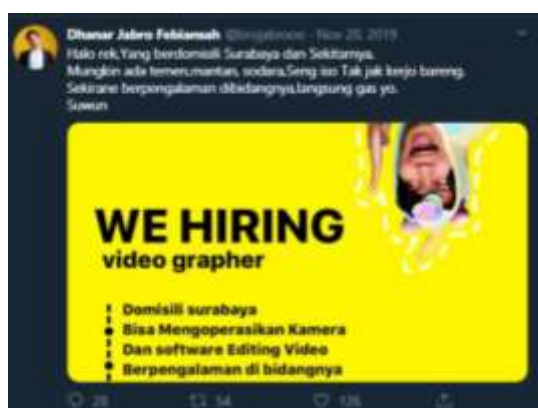 Dhanar Jabro Febiansah · Nov 20, 2019
Halo rek,Yang berdomisili Surabaya dan Sekitarnya.
Mungkin ada temen,mantan, sodara,Seng iso Tak jak kerjo bareng.
Sekirane berpengalaman dibidangnya,langsung gas yo.
Suwun
WE HIRING
video grapher
Domisili surabaya
Bisa Mengoperasikan Kamera
Dan software Editing Video
Berpengalaman di bidangnya
28 54 126